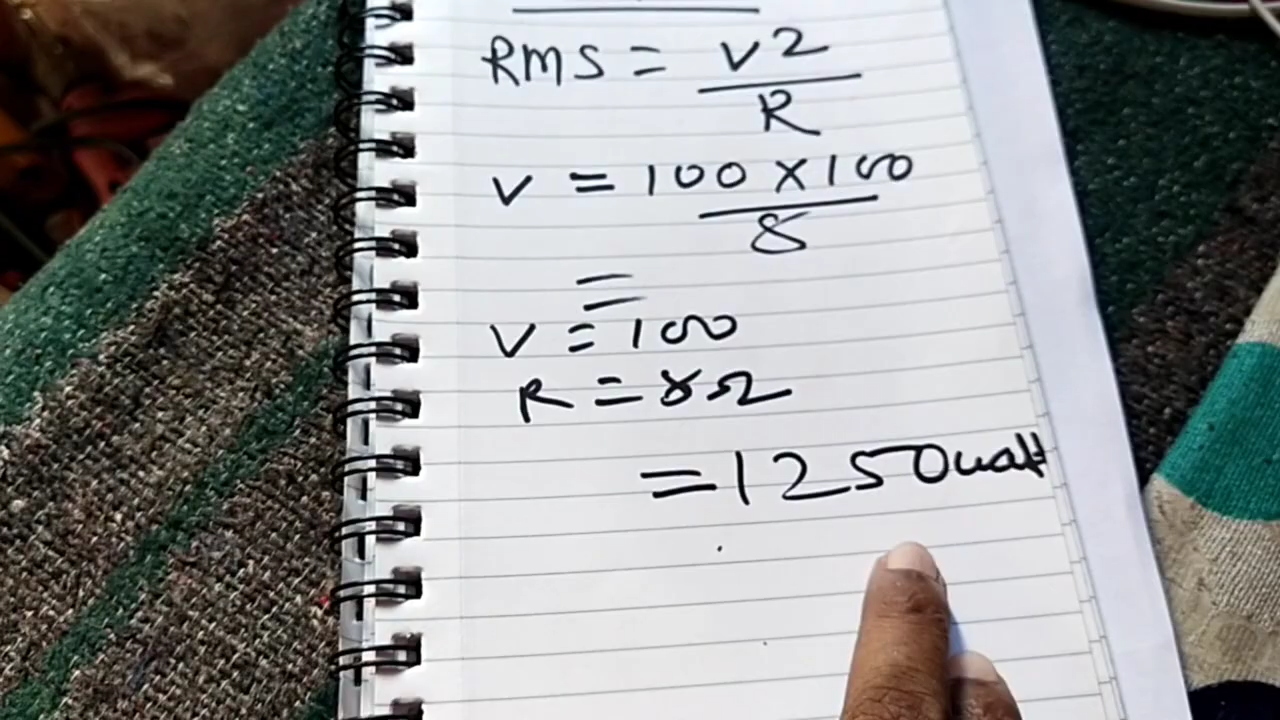 RMS = V2
R
V = 100 X 100
8
=
V = 100
R = 8Ω
= 1250 watt